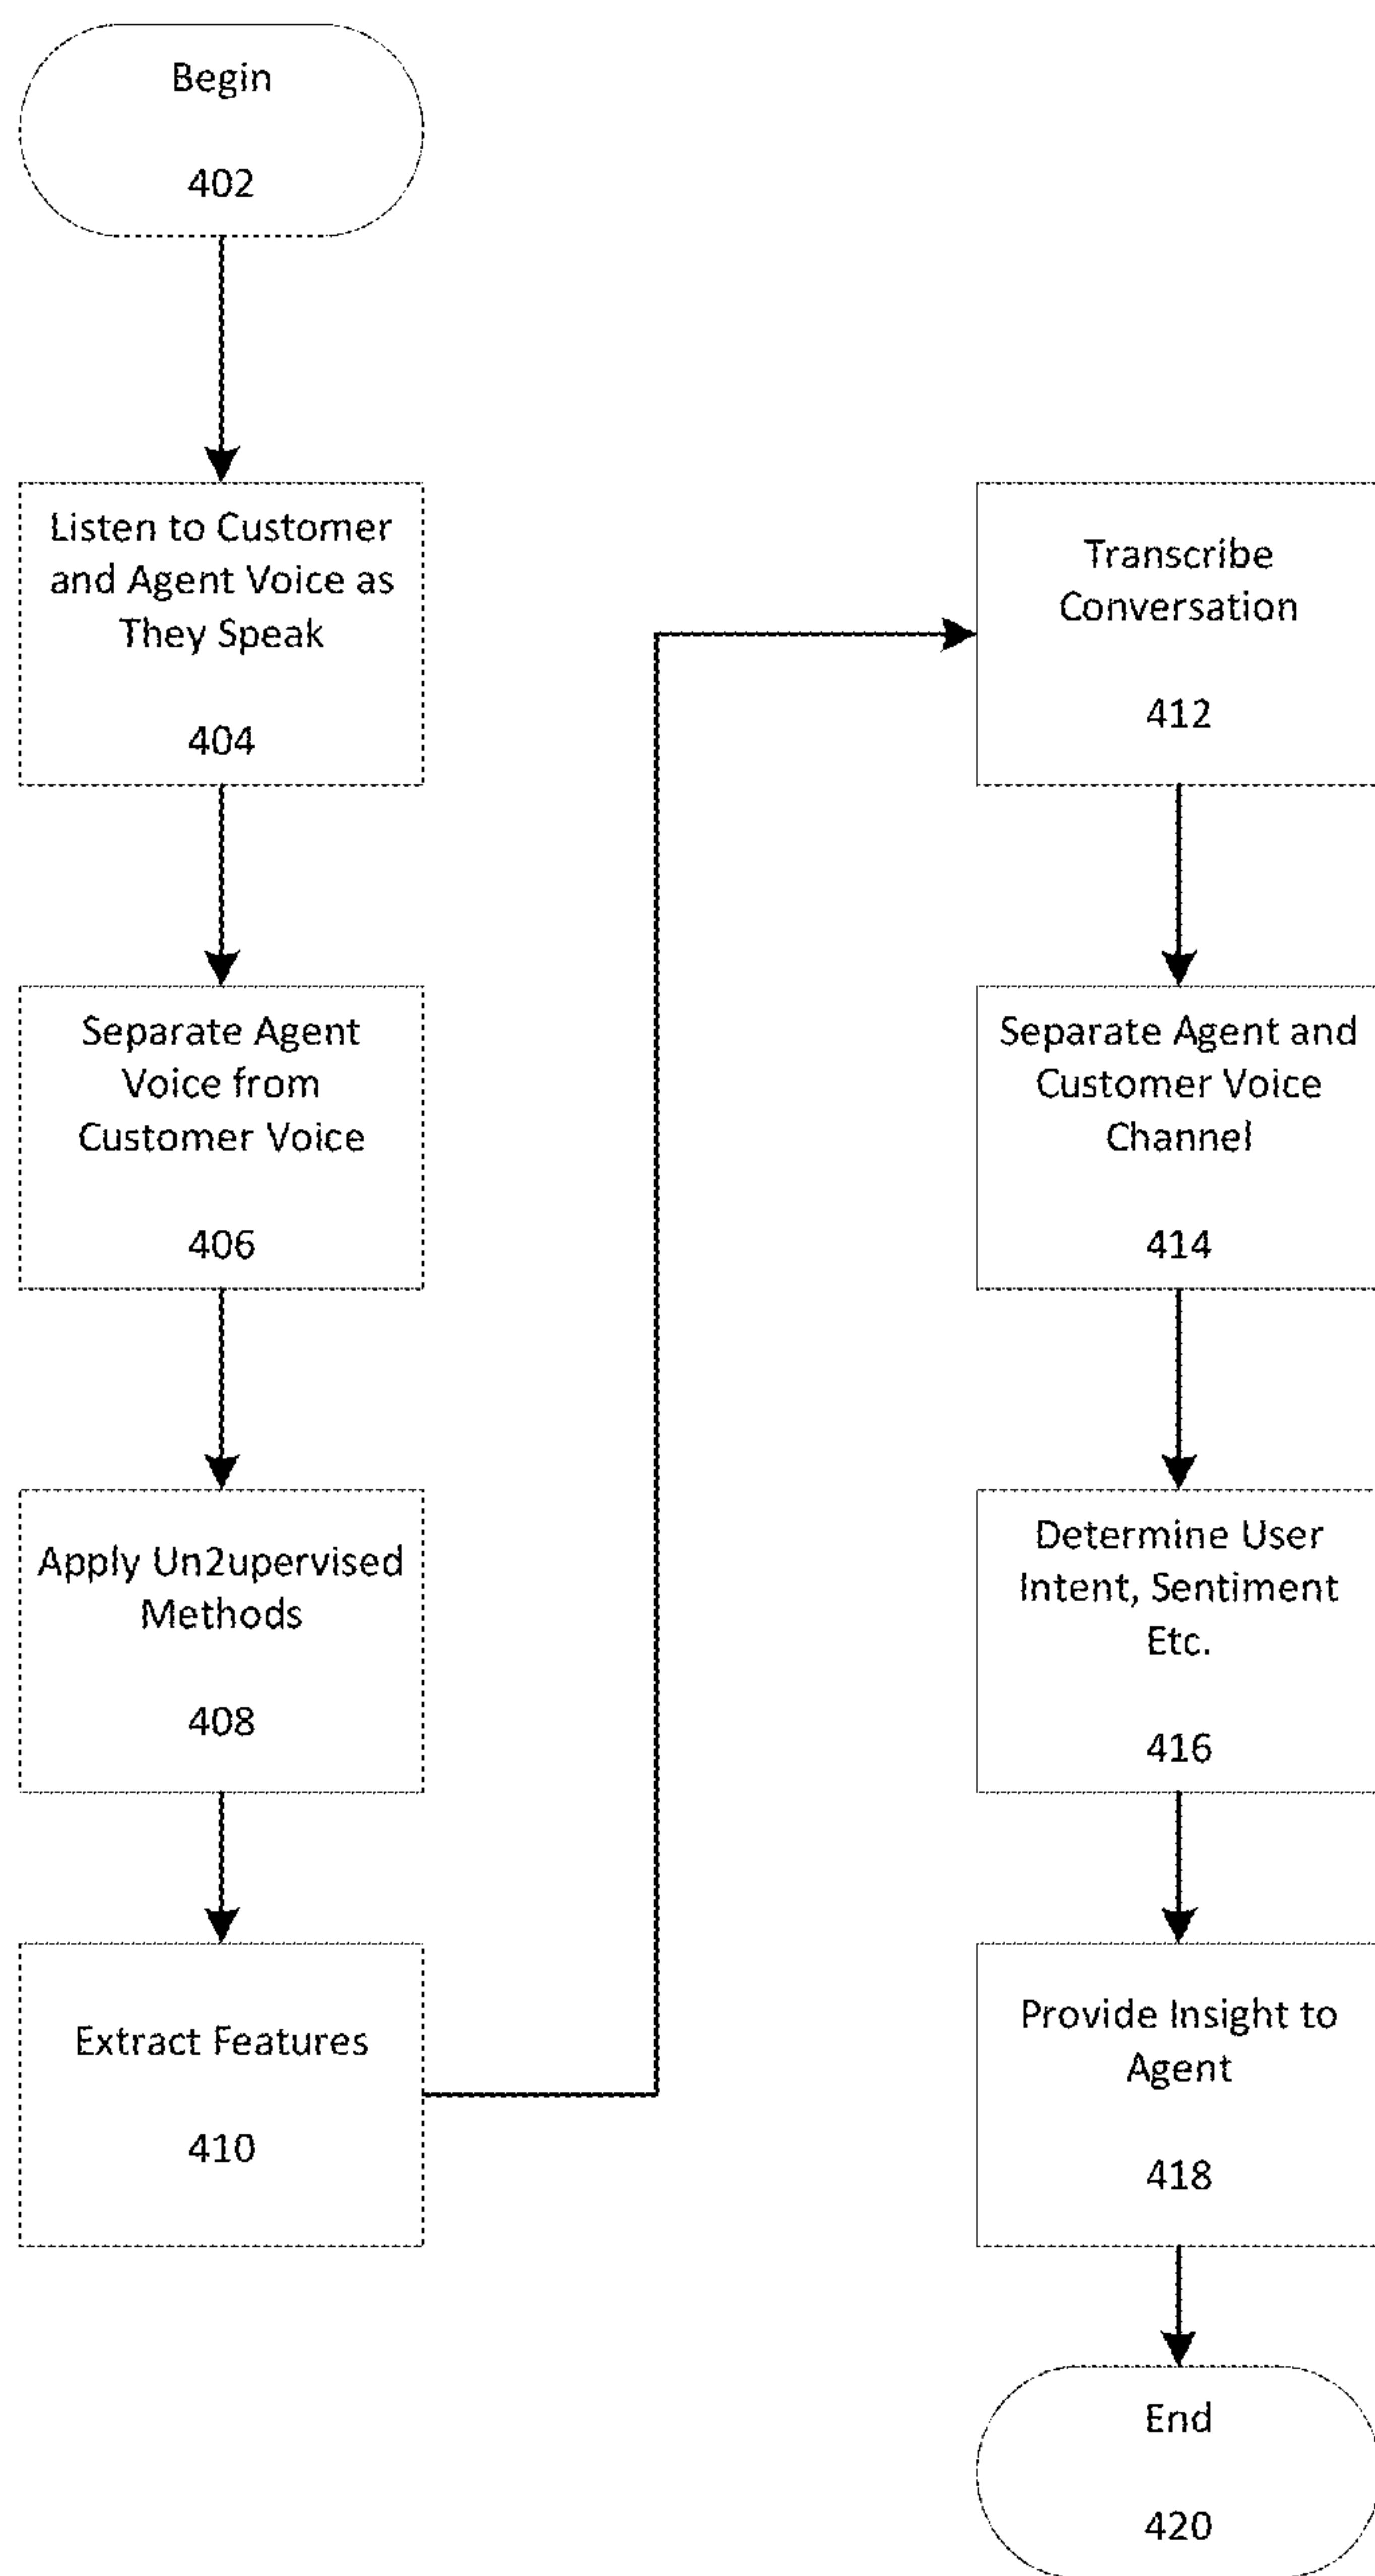 Begin
402
Listen to Customer
and Agent Voice as
They Speak
404
Separate Agent
Voice from
Customer Voice
406
Apply Un2upervised
Methods
408
Extract Features
410
Transcribe
Conversation
412
Separate Agent and
Customer Voice
Channel
414
Determine User
Intent, Sentiment
Etc.
416
Provide Insight to
Agent
418
End
420